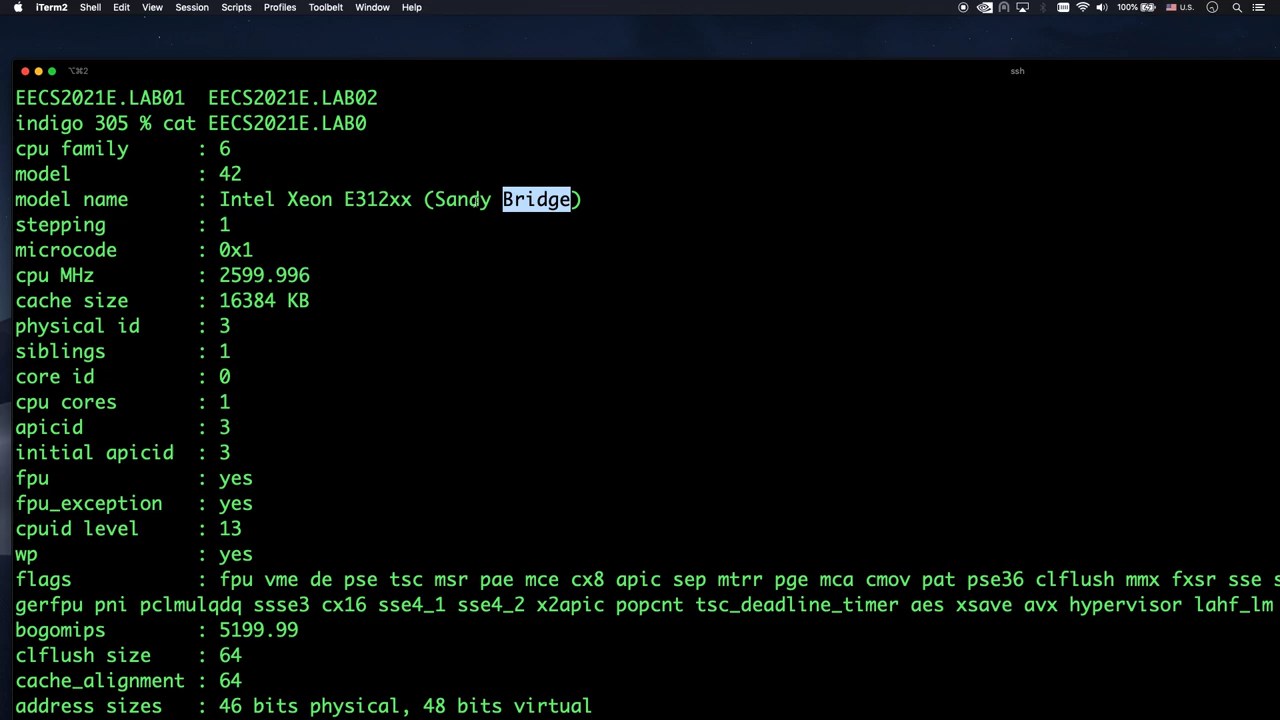 iTerm2 Shell Edit View Session Scripts Profiles Toolbelt Window Help 100% U.S.
⌥⌘2 ssh
EECS2021E.LAB01 EECS2021E.LAB02
indigo 305 % cat EECS2021E.LAB0
cpu family : 6
model : 42
model name : Intel Xeon E312xx (Sandy Bridge)
stepping : 1
microcode : 0x1
cpu MHz : 2599.996
cache size : 16384 KB
physical id : 3
siblings : 1
core id : 0
cpu cores : 1
apicid : 3
initial apicid : 3
fpu : yes
fpu_exception : yes
cpuid level : 13
wp : yes
flags : fpu vme de pse tsc msr pae mce cx8 apic sep mtrr pge mca cmov pat pse36 clflush mmx fxsr sse s
gerfpu pni pclmulqdq ssse3 cx16 sse4_1 sse4_2 x2apic popcnt tsc_deadline_timer aes xsave avx hypervisor lahf_lm
bogomips : 5199.99
clflush size : 64
cache_alignment : 64
address sizes : 46 bits physical, 48 bits virtual